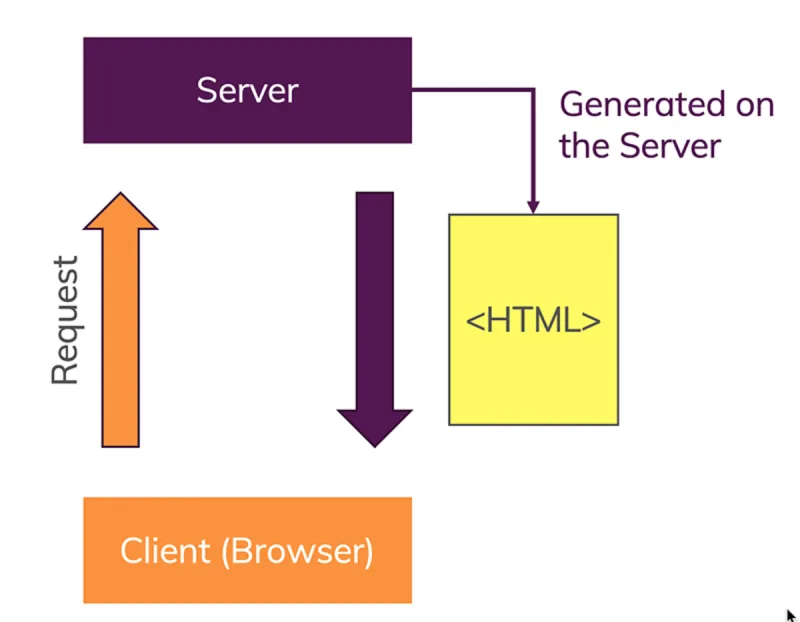 Server
Generated on
the Server
Request
<HTML>
Client (Browser)